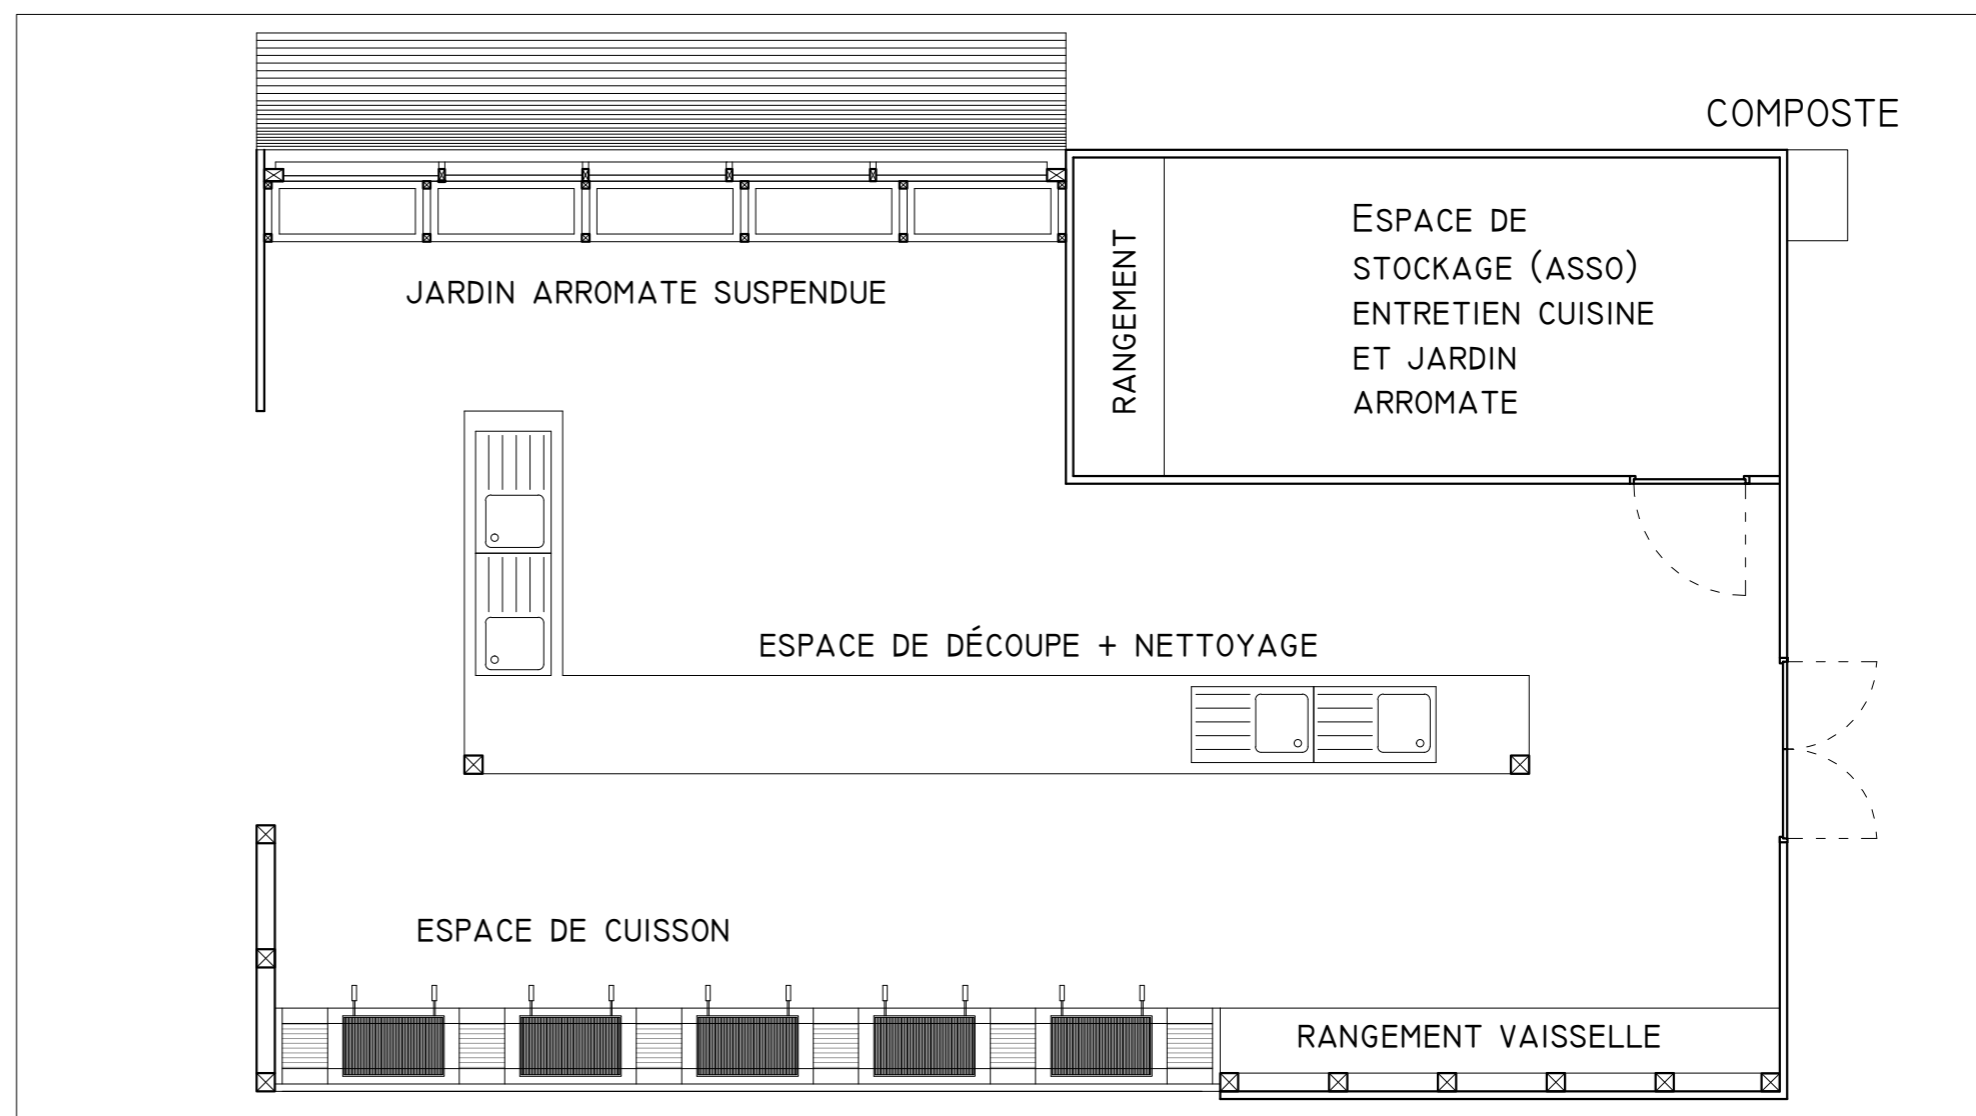 COMPOSTE
ESPACE DE
STOCKAGE (ASSO)
ENTRETIEN CUISINE
ET JARDIN
ARROMATE
RANGEMENT
JARDIN ARROMATE SUSPENDUE
ESPACE DE DÉCOUPE + NETTOYAGE
ESPACE DE CUISSON
RANGEMENT VAISSELLE